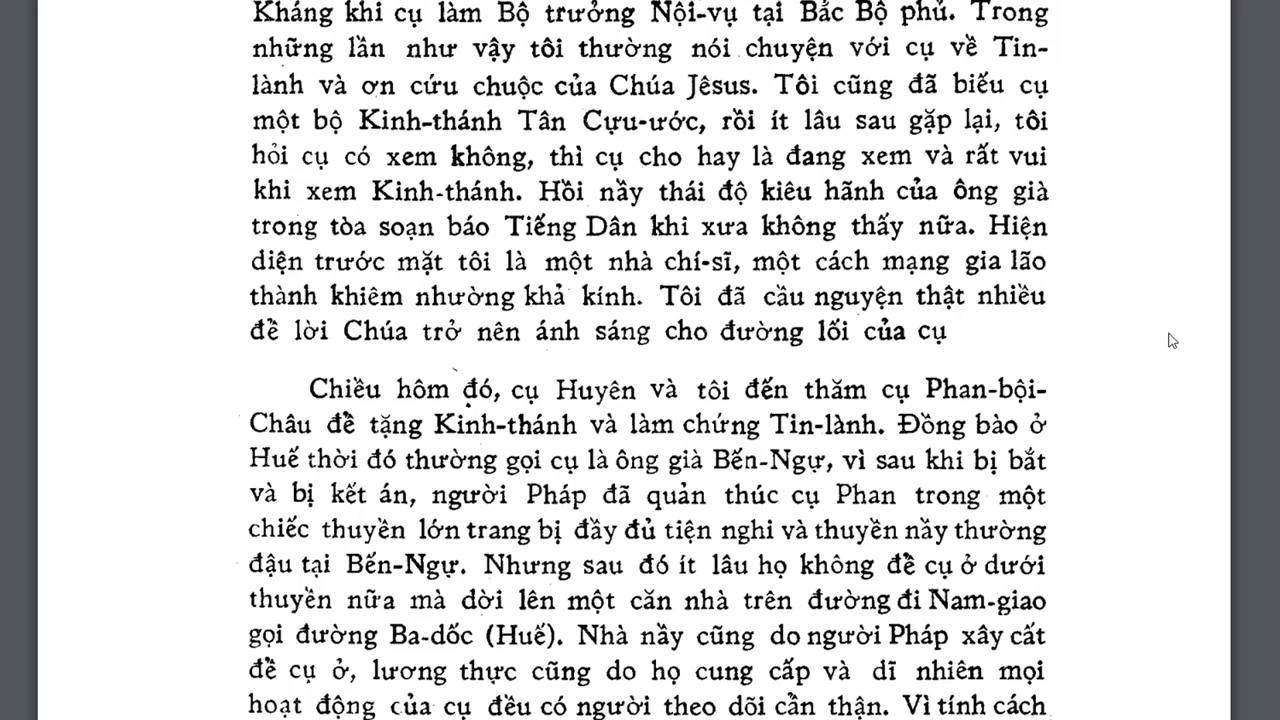 Kháng khi cụ làm Bộ trưởng Nội-vụ tại Bắc Bộ phủ. Trong
những lần như vậy tôi thường nói chuyện với cụ về Tin-
lành và ơn cứu chuộc của Chúa Jêsus. Tôi cũng đã biếu cụ
một bộ Kinh-thánh Tân Cựu-ước, rồi ít lâu sau gặp lại, tôi
hỏi cụ có xem không, thì cụ cho hay là đang xem và rất vui
khi xem Kinh-thánh. Hồi nầy thái độ kiêu hãnh của ông già
trong tòa soạn báo Tiếng Dân khi xưa không thấy nữa. Hiện
diện trước mặt tôi là một nhà chí-sĩ, một cách mạng gia lão
thành khiêm nhường khả kính. Tôi đã cầu nguyện thật nhiều
để lời Chúa trở nên ánh sáng cho đường lối của cụ
Chiều hôm đó, cụ Huyên và tôi đến thăm cụ Phan-bội-
Châu để tặng Kinh-thánh và làm chứng Tin-lành. Đồng bào ở
Huế thời đó thường gọi cụ là ông già Bến-Ngự, vì sau khi bị bắt
và bị kết án, người Pháp đã quản thúc cụ Phan trong một
chiếc thuyền lớn trang bị đầy đủ tiện nghi và thuyền nầy thường
đậu tại Bến-Ngự. Nhưng sau đó ít lâu họ không để cụ ở dưới
thuyền nữa mà dời lên một căn nhà trên đường đi Nam-giao
gọi đường Ba-dốc (Huế). Nhà nầy cũng do người Pháp xây cất
để cụ ở, lương thực cũng do họ cung cấp và dĩ nhiên mọi
hoạt động của cụ đều có người theo dõi cẩn thận. Vì tính cách